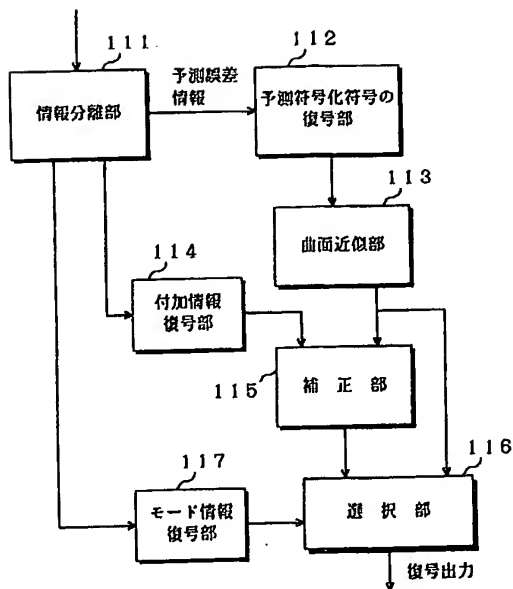 111
情報分離部
予測誤差
情報
112
予測符号化符号の
復号部
113
曲面近似部
114
付加情報
復号部
115
補正部
116
選択部
117
モード情報
復号部
復号出力